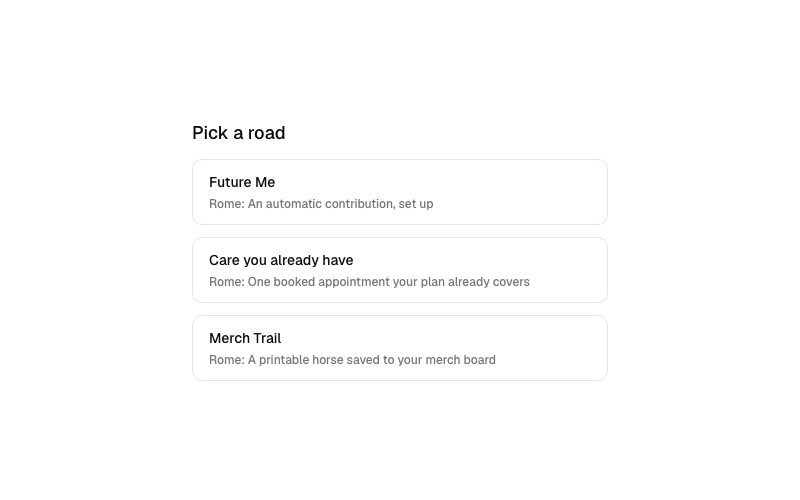 Pick a road
Future Me
Rome: An automatic contribution, set up
Care you already have
Rome: One booked appointment your plan already covers
Merch Trail
Rome: A printable horse saved to your merch board